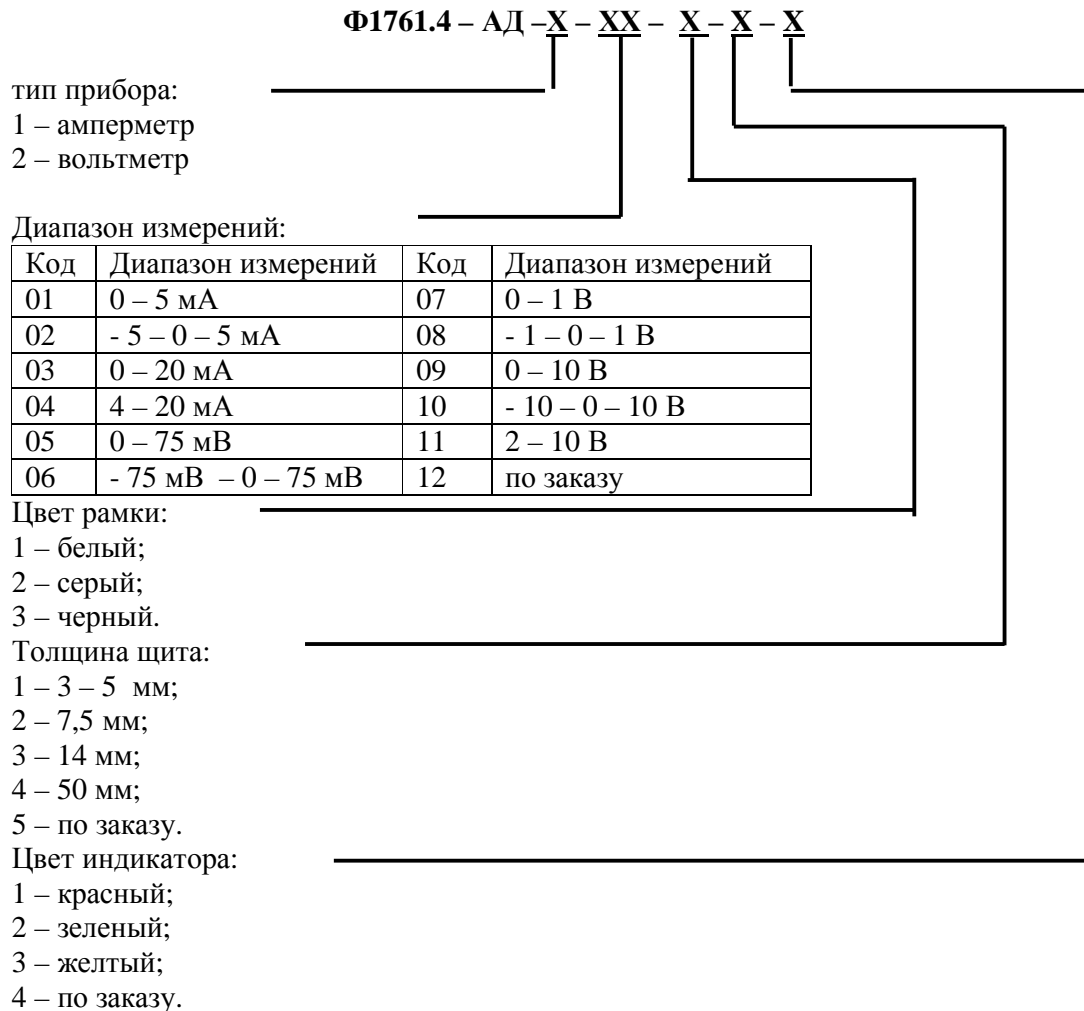 Ф1761.4 – АД –Х – ХХ – Х – Х – Х
тип прибора:
1 – амперметр
2 – вольтметр
Диапазон измерений:
Код Диапазон измерений Код Диапазон измерений
01 0 – 5 мА 07 0 – 1 В
02 - 5 – 0 – 5 мА 08 - 1 – 0 – 1 В
03 0 – 20 мА 09 0 – 10 В
04 4 – 20 мА 10 - 10 – 0 – 10 В
05 0 – 75 мВ 11 2 – 10 В
06 - 75 мВ – 0 – 75 мВ 12 по заказу
Цвет рамки:
1 – белый;
2 – серый;
3 – черный.
Толщина щита:
1 – 3 – 5 мм;
2 – 7,5 мм;
3 – 14 мм;
4 – 50 мм;
5 – по заказу.
Цвет индикатора:
1 – красный;
2 – зеленый;
3 – желтый;
4 – по заказу.